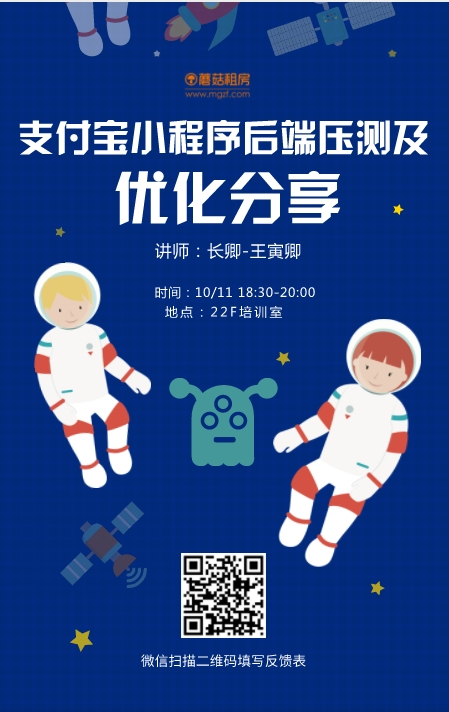 蘑菇租房
www.mgzf.com
支付宝小程序后端压测及
优化分享
讲师：长卿-王寅卿
时间：10/11 18:30-20:00
地点：22F培训室
微信扫描二维码填写反馈表